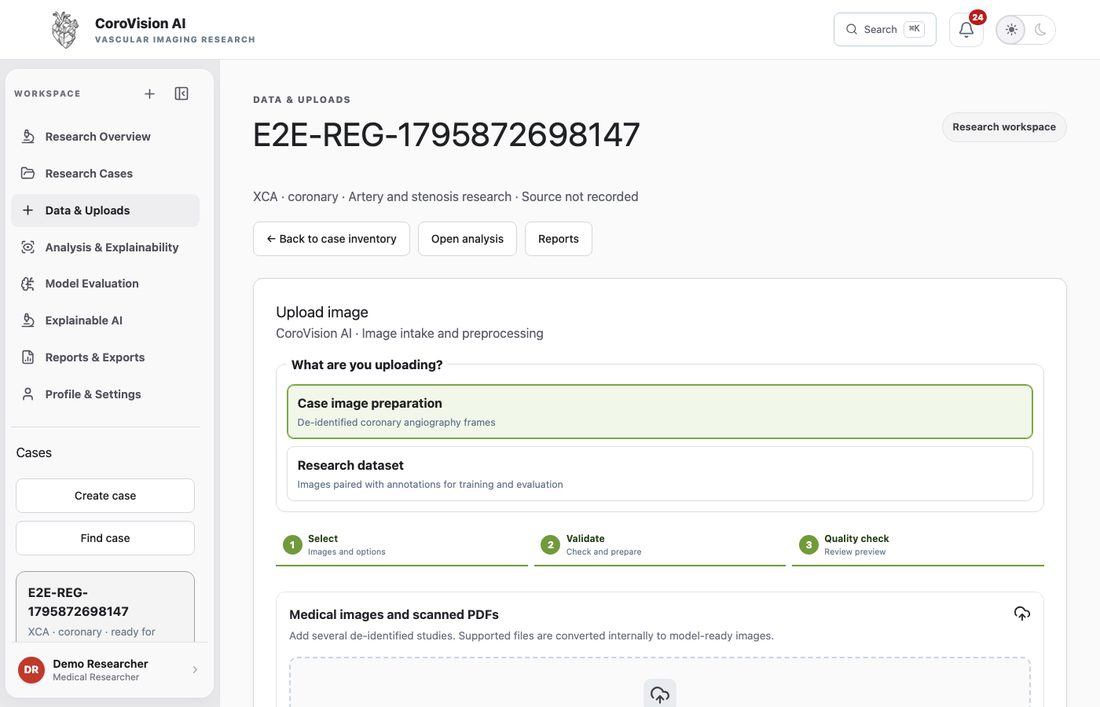 CoroVision AI
VASCULAR IMAGING RESEARCH
Search ⌘K
24
WORKSPACE
Research Overview
Research Cases
Data & Uploads
Analysis & Explainability
Model Evaluation
Explainable AI
Reports & Exports
Profile & Settings
Cases
Create case
Find case
E2E-REG-
1795872698147
XCA · coronary · ready for
DR
Demo Researcher
Medical Researcher
DATA & UPLOADS
E2E-REG-1795872698147
Research workspace
XCA · coronary · Artery and stenosis research · Source not recorded
← Back to case inventory
Open analysis
Reports
Upload image
CoroVision AI · Image intake and preprocessing
What are you uploading?
Case image preparation
De-identified coronary angiography frames
Research dataset
Images paired with annotations for training and evaluation
1 Select
Images and options
2 Validate
Check and prepare
3 Quality check
Review preview
Medical images and scanned PDFs
Add several de-identified studies. Supported files are converted internally to model-ready images.